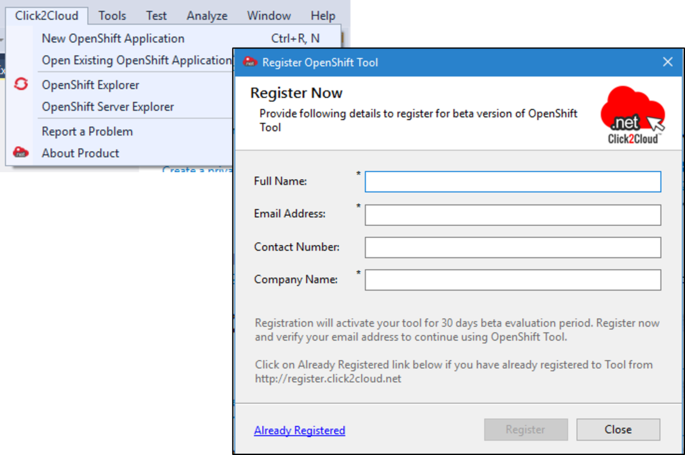 Click2Cloud Tools Test Analyze Window Help
New OpenShift Application Ctrl+R, N
Open Existing OpenShift Application
OpenShift Explorer
OpenShift Server Explorer
Report a Problem
About Product
Register OpenShift Tool
Register Now
Provide following details to register for beta version of OpenShift
Tool
.net
Click2Cloud™
Full Name: *
Email Address: *
Contact Number:
Company Name: *
Registration will activate your tool for 30 days beta evaluation period. Register now
and verify your email address to continue using OpenShift Tool.
Click on Already Registered link below if you have already registered to Tool from
http://register.click2cloud.net
Already Registered Register Close